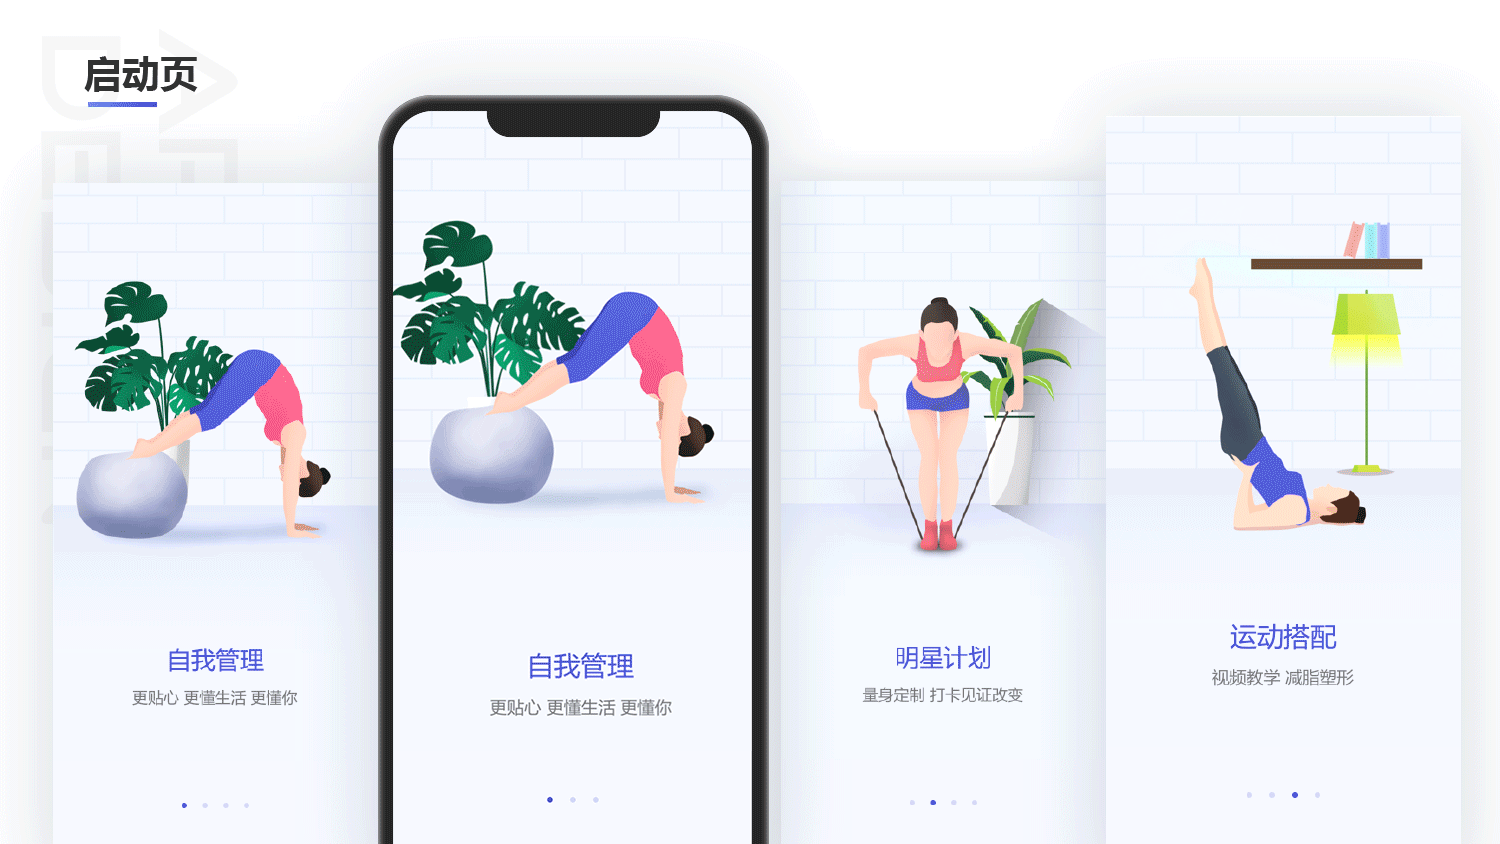 启动页
自我管理
更贴心 更懂生活 更懂你
自我管理
更贴心 更懂生活 更懂你
明星计划
量身定制 打卡见证改变
运动搭配
视频教学 减脂塑形